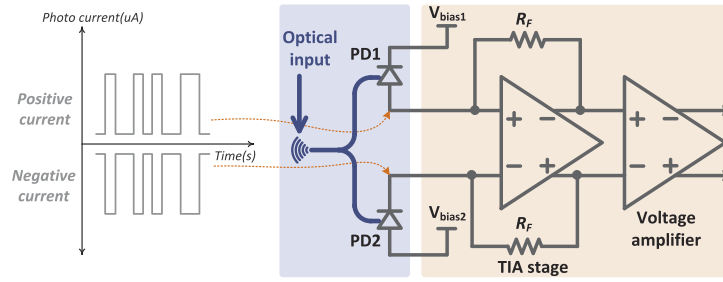 Photo current(uA)
Positive
current
Time(s)
Negative
current
Optical
input
PD1
PD2
Vbias1
Vbias2
RF
+ −
− +
RF
TIA stage
+ −
− +
Voltage
amplifier